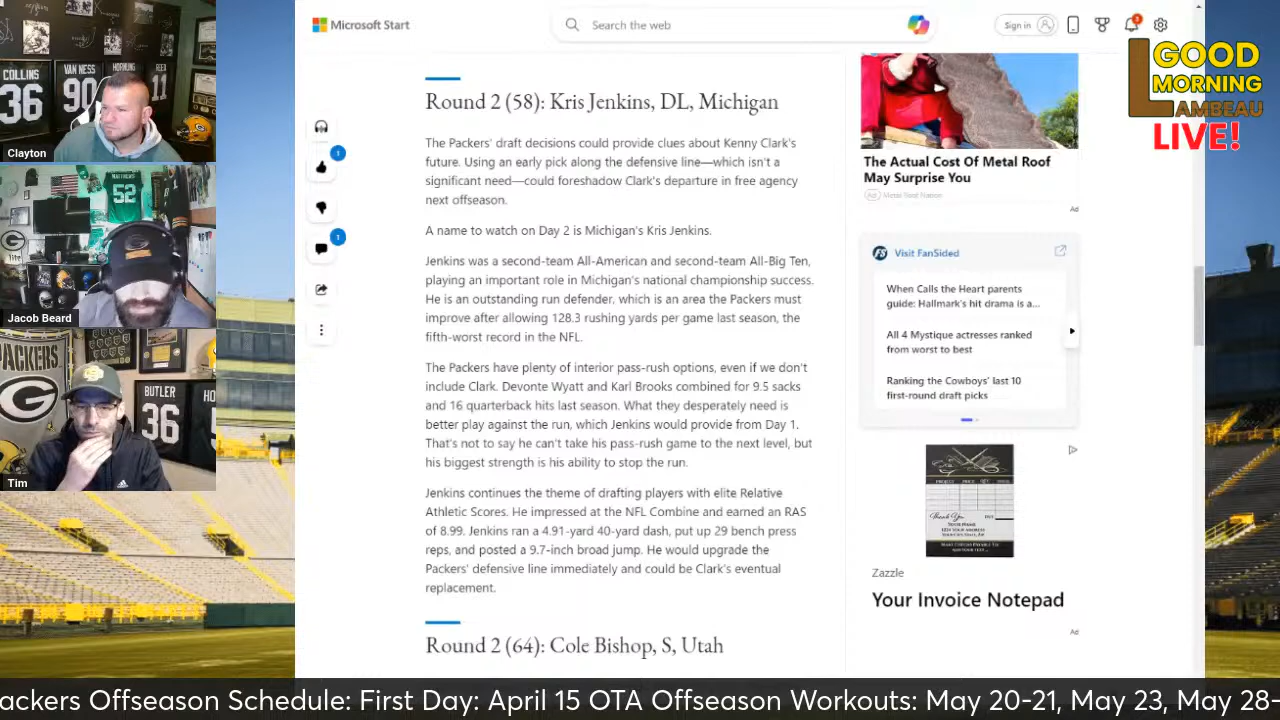 Microsoft Start
Search the web
Sign in
3
GOOD
MORNING
LAMBEAU
LIVE!
COLLINS
36
VAN NESS
90
HORNUNG
5
REER
11
Clayton
MATTHEWS
52
Jacob Beard
PACKERS
G
BUTLER
36
HO
Tim
1
1
Round 2 (58): Kris Jenkins, DL, Michigan
The Packers' draft decisions could provide clues about Kenny Clark's
future. Using an early pick along the defensive line—which isn't a
significant need—could foreshadow Clark's departure in free agency
next offseason.
A name to watch on Day 2 is Michigan's Kris Jenkins.
Jenkins was a second-team All-American and second-team All-Big Ten,
playing an important role in Michigan's national championship success.
He is an outstanding run defender, which is an area the Packers must
improve after allowing 128.3 rushing yards per game last season, the
fifth-worst record in the NFL.
The Packers have plenty of interior pass-rush options, even if we don't
include Clark. Devonte Wyatt and Karl Brooks combined for 9.5 sacks
and 16 quarterback hits last season. What they desperately need is
better play against the run, which Jenkins would provide from Day 1.
That's not to say he can't take his pass-rush game to the next level, but
his biggest strength is his ability to stop the run.
Jenkins continues the theme of drafting players with elite Relative
Athletic Scores. He impressed at the NFL Combine and earned an RAS
of 8.99. Jenkins ran a 4.91-yard 40-yard dash, put up 29 bench press
reps, and posted a 9.7-inch broad jump. He would upgrade the
Packers' defensive line immediately and could be Clark's eventual
replacement.
Round 2 (64): Cole Bishop, S, Utah
The Actual Cost Of Metal Roof
May Surprise You
Ad Metal Roof Nation
Ad
FS Visit FanSided
When Calls the Heart parents
guide: Hallmark's hit drama is a...
All 4 Mystique actresses ranked
from worst to best
Ranking the Cowboys' last 10
first-round draft picks
Thank You
Zazzle
Your Invoice Notepad
Ad
ackers Offseason Schedule: First Day: April 15 OTA Offseason Workouts: May 20-21, May 23, May 28-